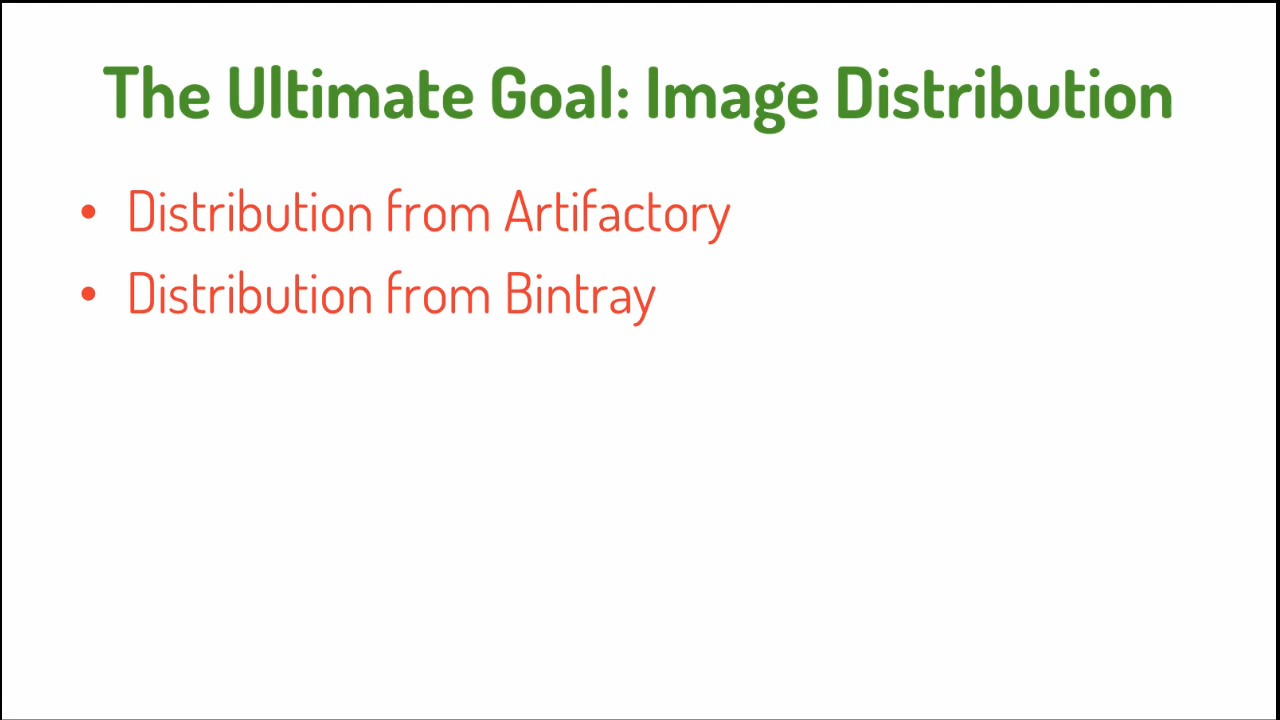 The Ultimate Goal: Image Distribution
• Distribution from Artifactory
• Distribution from Bintray